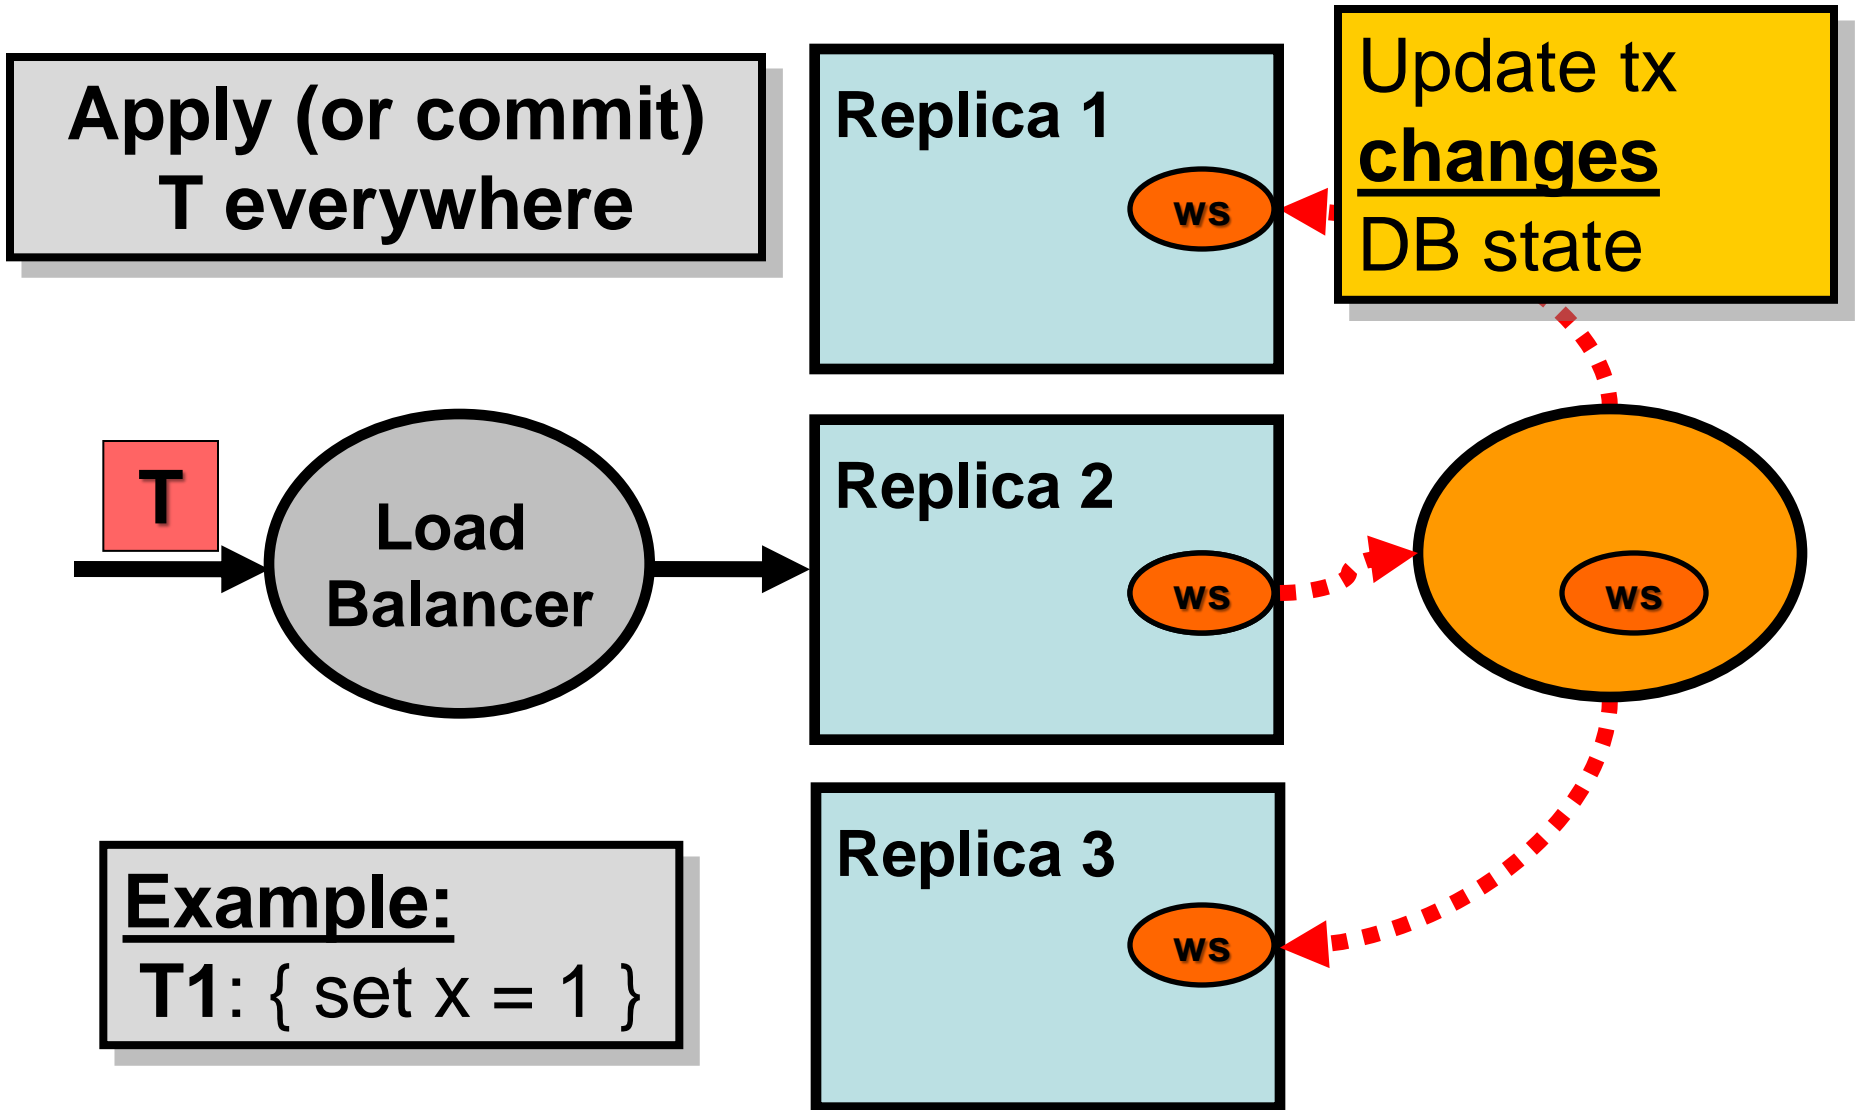 Apply (or commit)
T everywhere
Replica 1
ws
Update tx
changes
DB state
T
Load
Balancer
Replica 2
ws
ws
Example:
T1: { set x = 1 }
Replica 3
ws